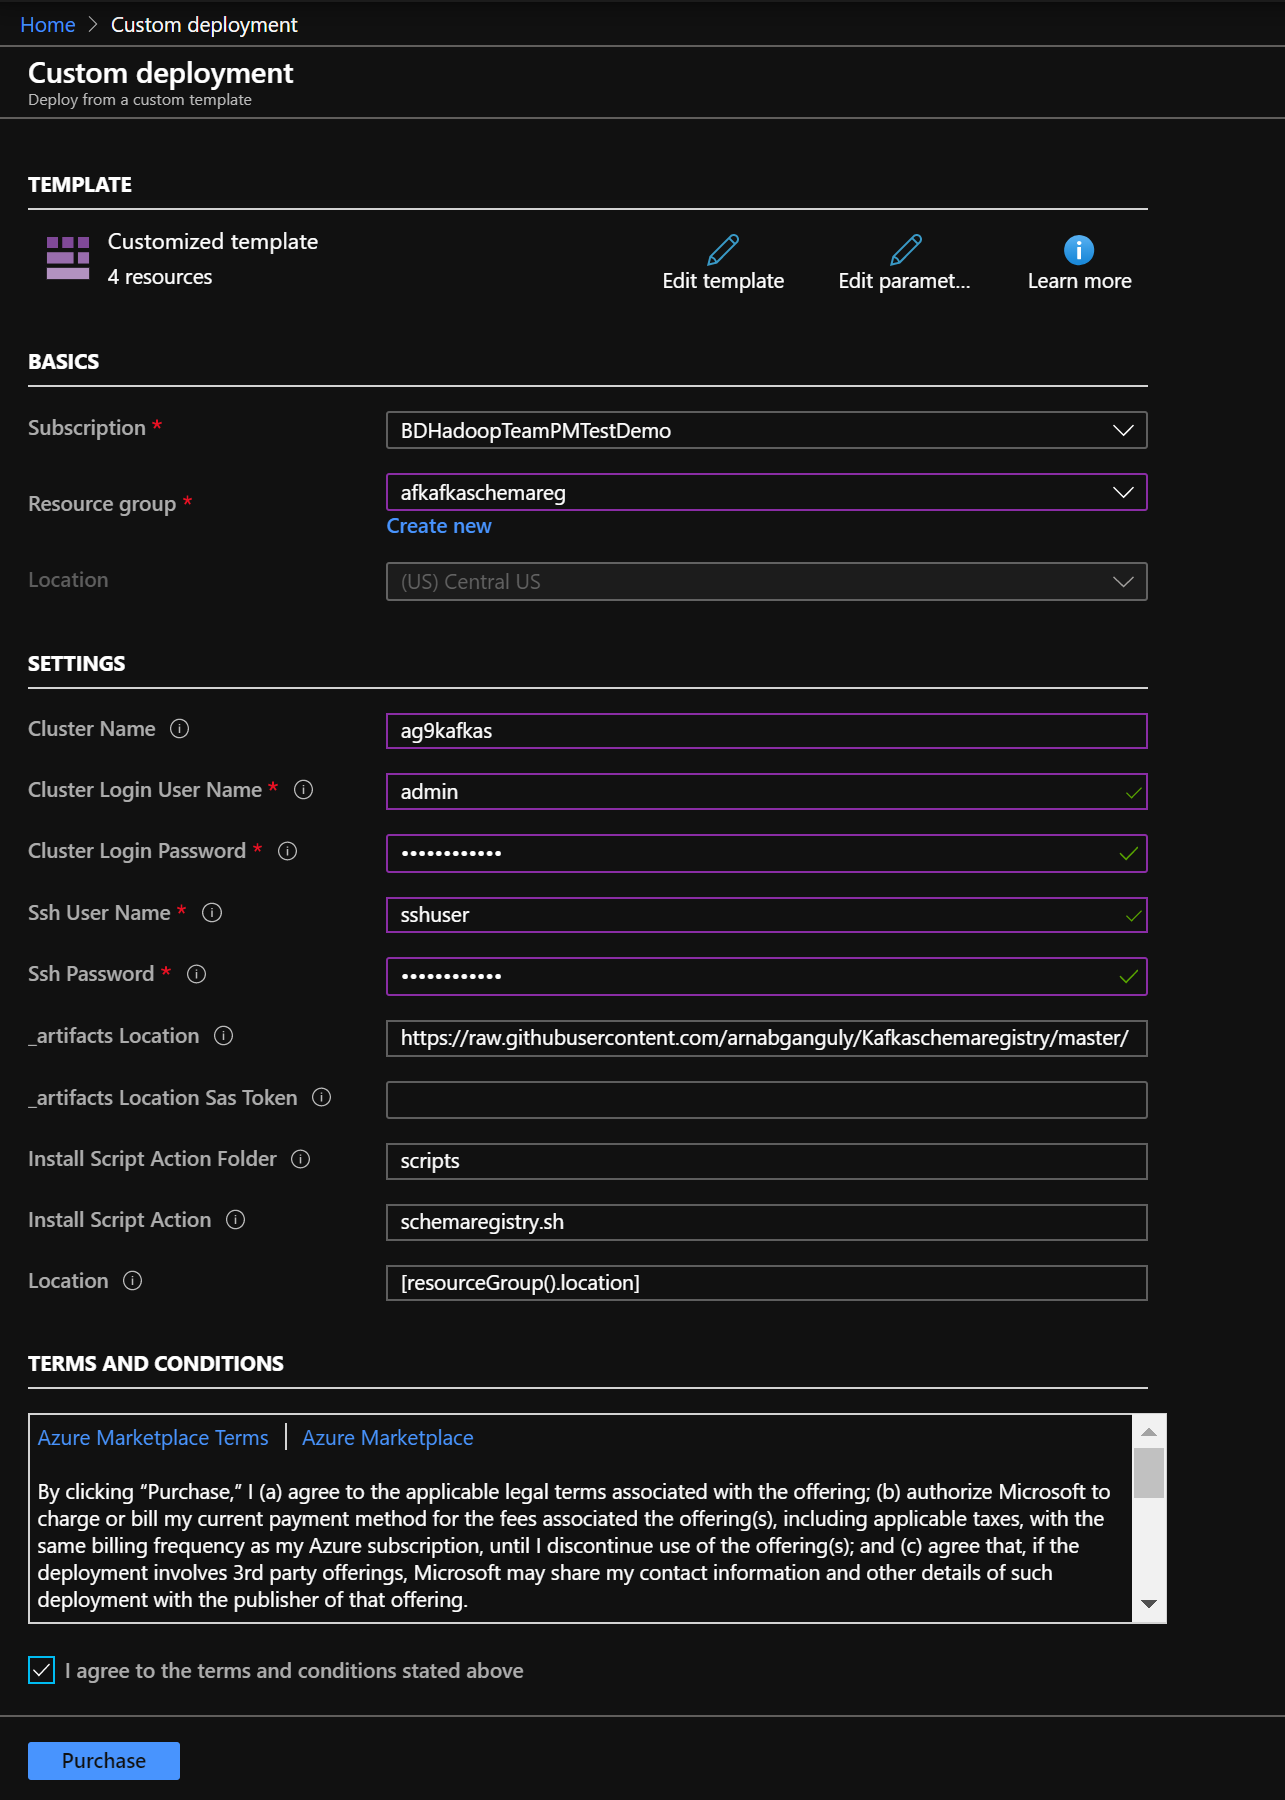 Home > Custom deployment
Custom deployment
Deploy from a custom template
TEMPLATE
Customized template
4 resources
Edit template
Edit paramet...
Learn more
BASICS
Subscription *
BDHadoopTeamPMTestDemo
Resource group *
afkafkaschemareg
Create new
Location
(US) Central US
SETTINGS
Cluster Name
ag9kafkas
Cluster Login User Name *
admin
Cluster Login Password *
••••••••••••
Ssh User Name *
sshuser
Ssh Password *
••••••••••••
_artifacts Location
https://raw.githubusercontent.com/arnabganguly/Kafkaschemaregistry/master/
_artifacts Location Sas Token
Install Script Action Folder
scripts
Install Script Action
schemaregistry.sh
Location
[resourceGroup().location]
TERMS AND CONDITIONS
Azure Marketplace Terms | Azure Marketplace
By clicking “Purchase,” I (a) agree to the applicable legal terms associated with the offering; (b) authorize Microsoft to
charge or bill my current payment method for the fees associated the offering(s), including applicable taxes, with the
same billing frequency as my Azure subscription, until I discontinue use of the offering(s); and (c) agree that, if the
deployment involves 3rd party offerings, Microsoft may share my contact information and other details of such
deployment with the publisher of that offering.
I agree to the terms and conditions stated above
Purchase